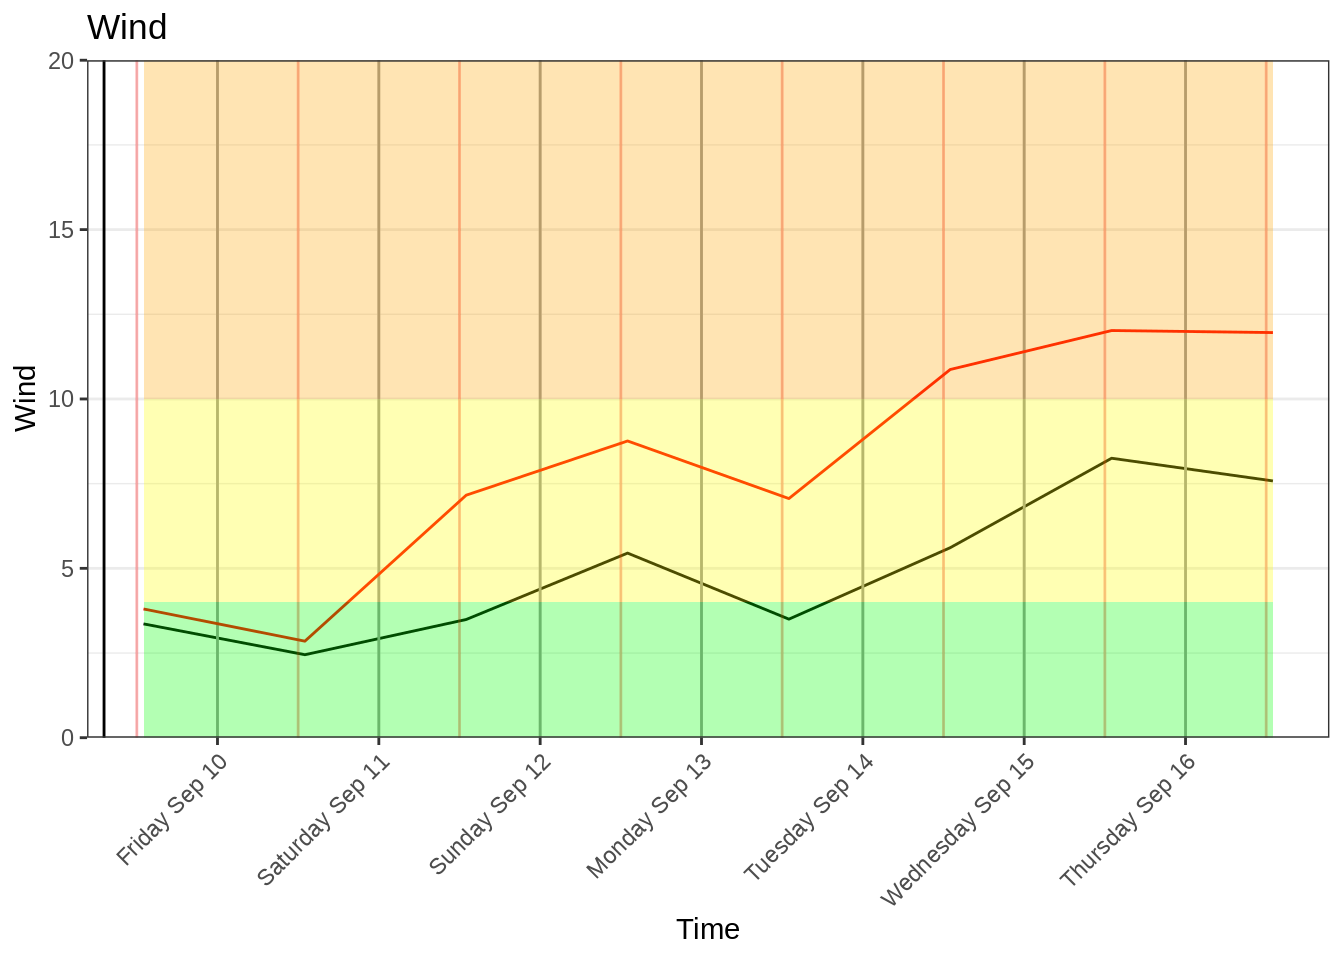 Wind
20
15
10
5
0
Wind
Friday Sep 10
Saturday Sep 11
Sunday Sep 12
Monday Sep 13
Tuesday Sep 14
Wednesday Sep 15
Thursday Sep 16
Time